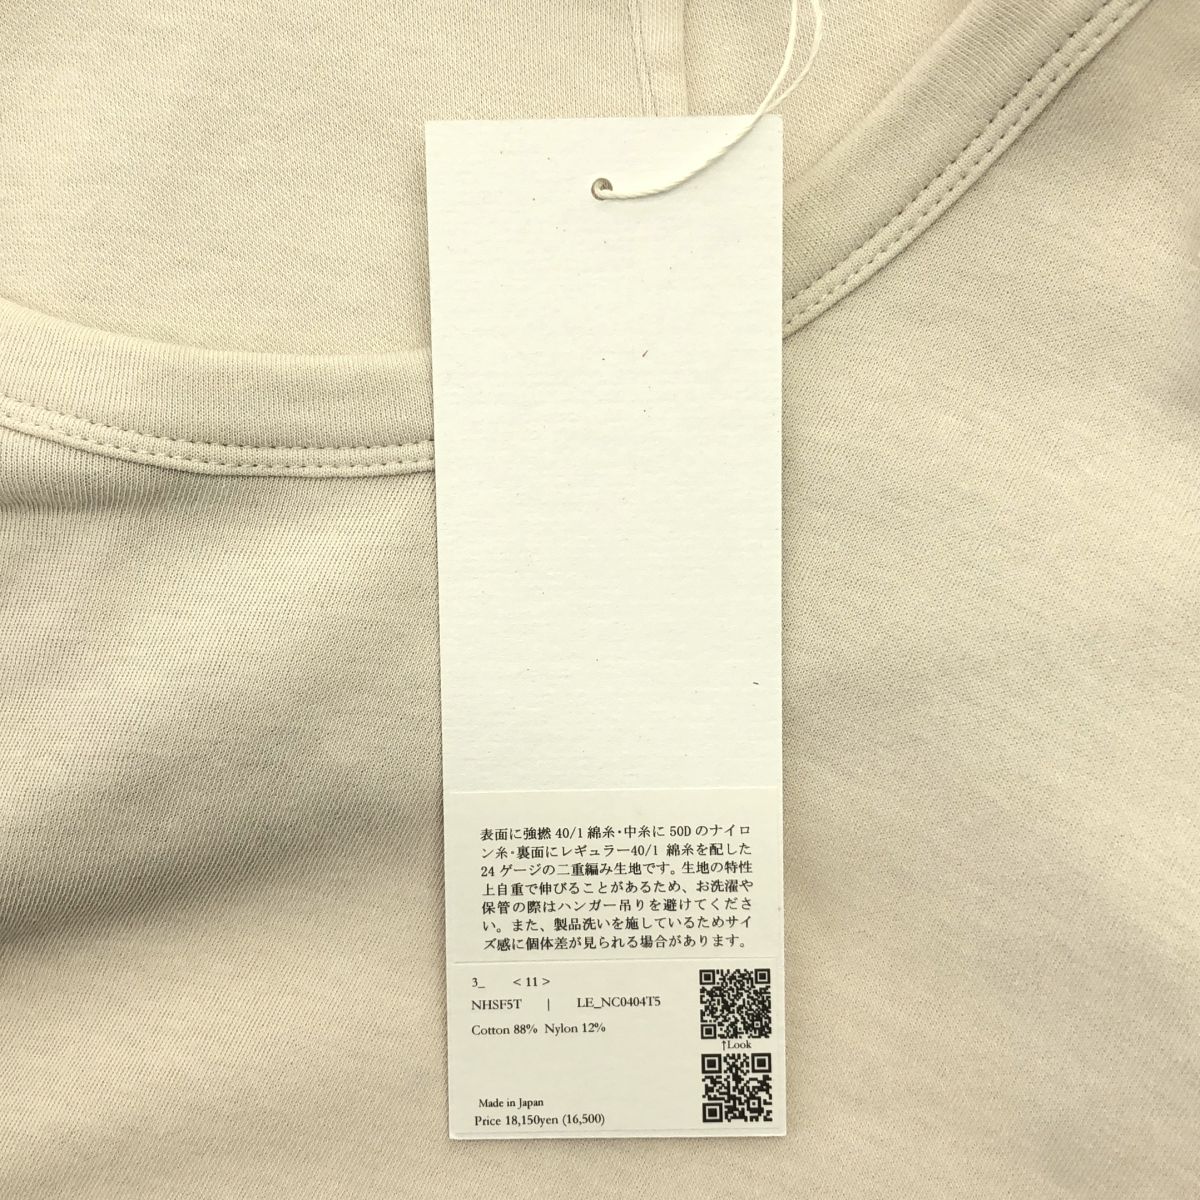 表面に強撚 40/1 綿糸・中糸に 50D のナイロ
ン糸・裏面にレギュラー40/1 綿糸を配した
24 ゲージの二重編み生地です。生地の特性
上自重で伸びることがあるため、お洗濯や
保管の際はハンガー吊りを避けてくださ
い。また、製品洗いを施しているためサイ
ズ感に個体差が見られる場合があります。
3_ < 11 >
NHSF5T | LE_NC0404T5
Cotton 88% Nylon 12%
↑Look
Made in Japan
Price 18,150yen (16,500)